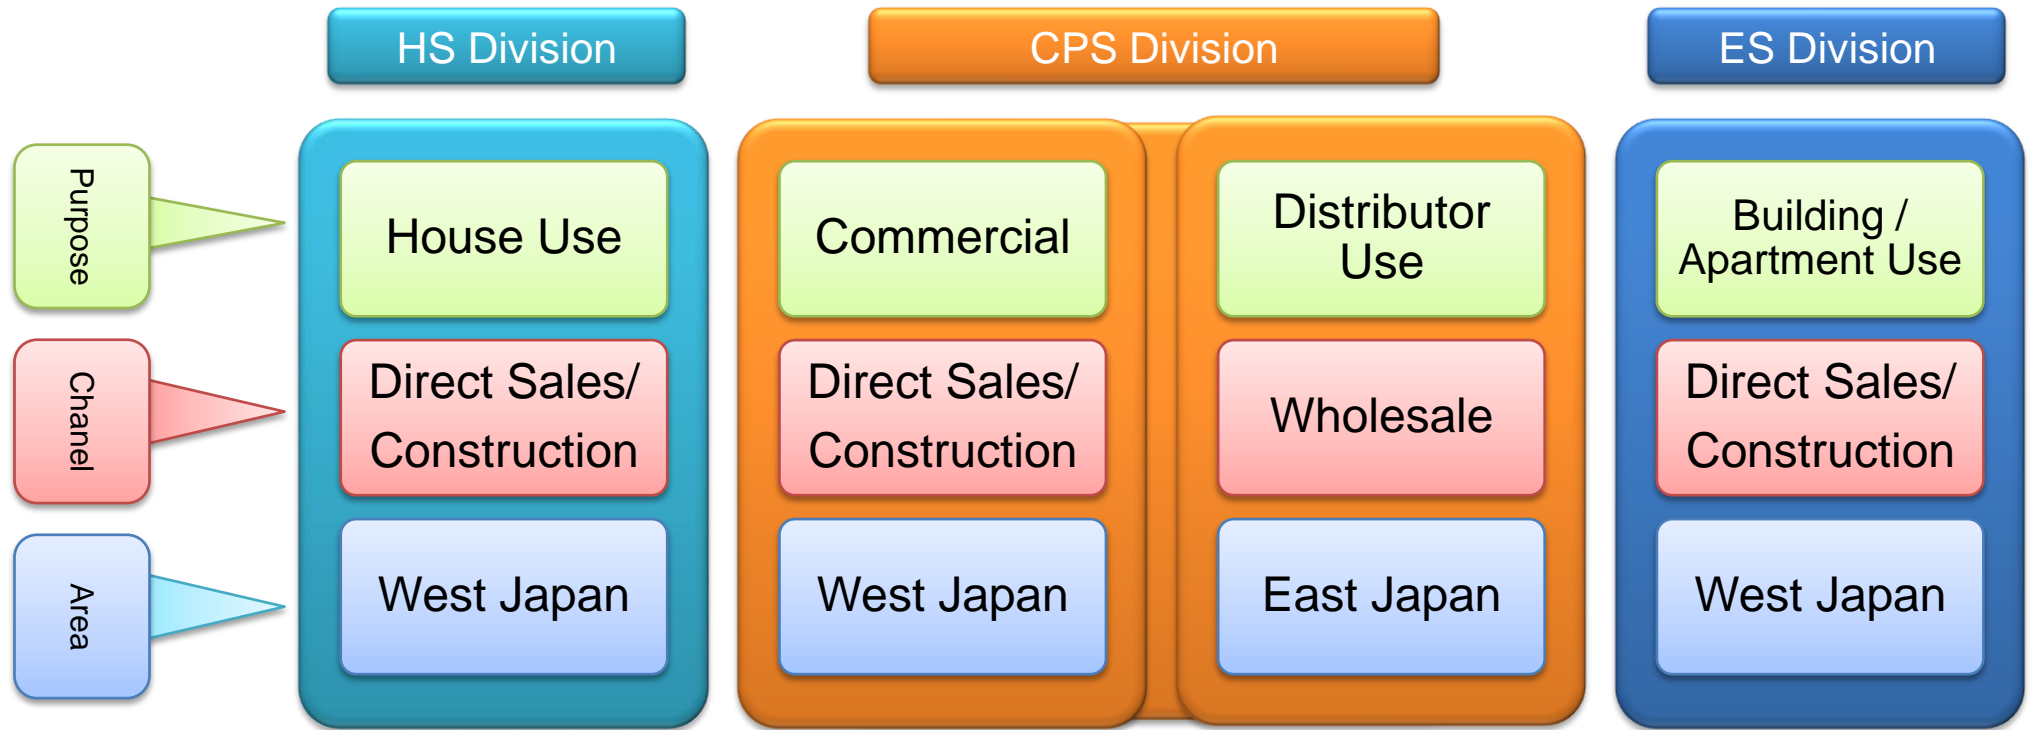 HS Division
CPS Division
ES Division
Purpose
House Use
Commercial
Distributor
Use
Building /
Apartment Use
Chanel
Direct Sales/
Construction
Direct Sales/
Construction
Wholesale
Direct Sales/
Construction
Area
West Japan
West Japan
East Japan
West Japan